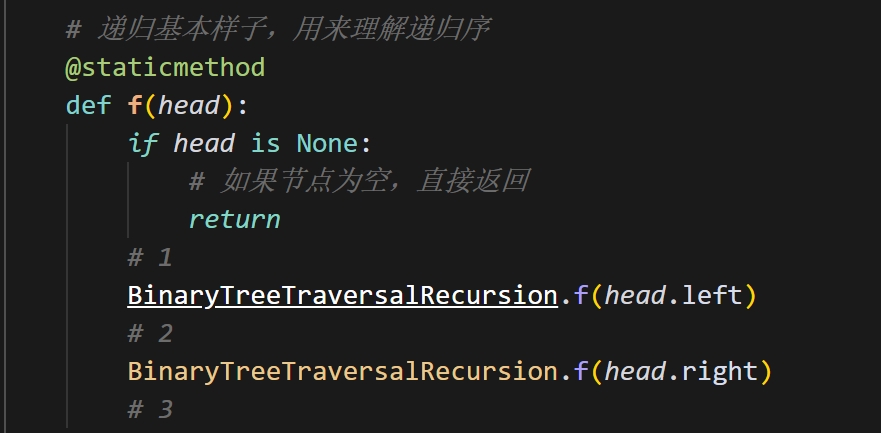 # 递归基本样子，用来理解递归序
@staticmethod
def f(head):
if head is None:
# 如果节点为空，直接返回
return
# 1
BinaryTreeTraversalRecursion.f(head.left)
# 2
BinaryTreeTraversalRecursion.f(head.right)
# 3